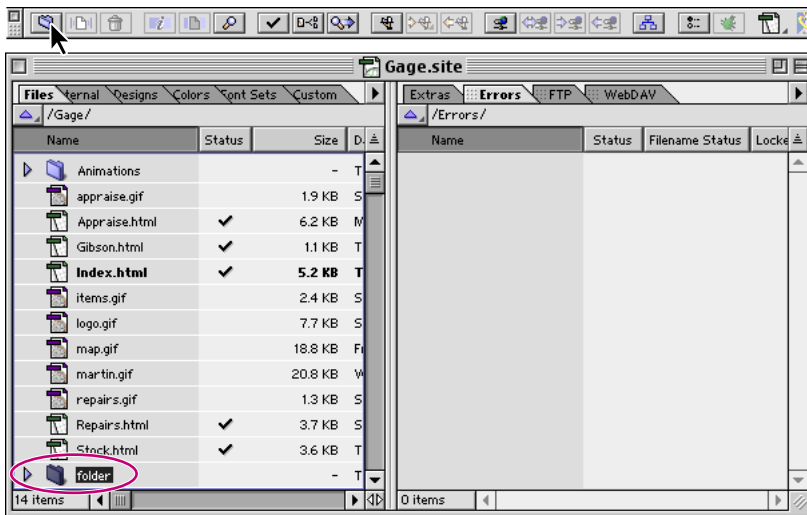 Gage.site
Files ternal Designs Colors Font Sets Custom
Extras Errors FTP WebDAV
/Gage/
/Errors/
Name Status Size D.
Name Status Filename Status Locke
Animations - T
appraise.gif 1.9 KB S
Appraise.html 6.2 KB M
Gibson.html 1.1 KB T
Index.html 5.2 KB T
items.gif 2.4 KB S
logo.gif 7.7 KB S
map.gif 18.8 KB Fr
martin.gif 20.8 KB W
repairs.gif 1.3 KB S
Repairs.html 3.7 KB S
Stock.html 3.6 KB T
folder - T
14 items
0 items